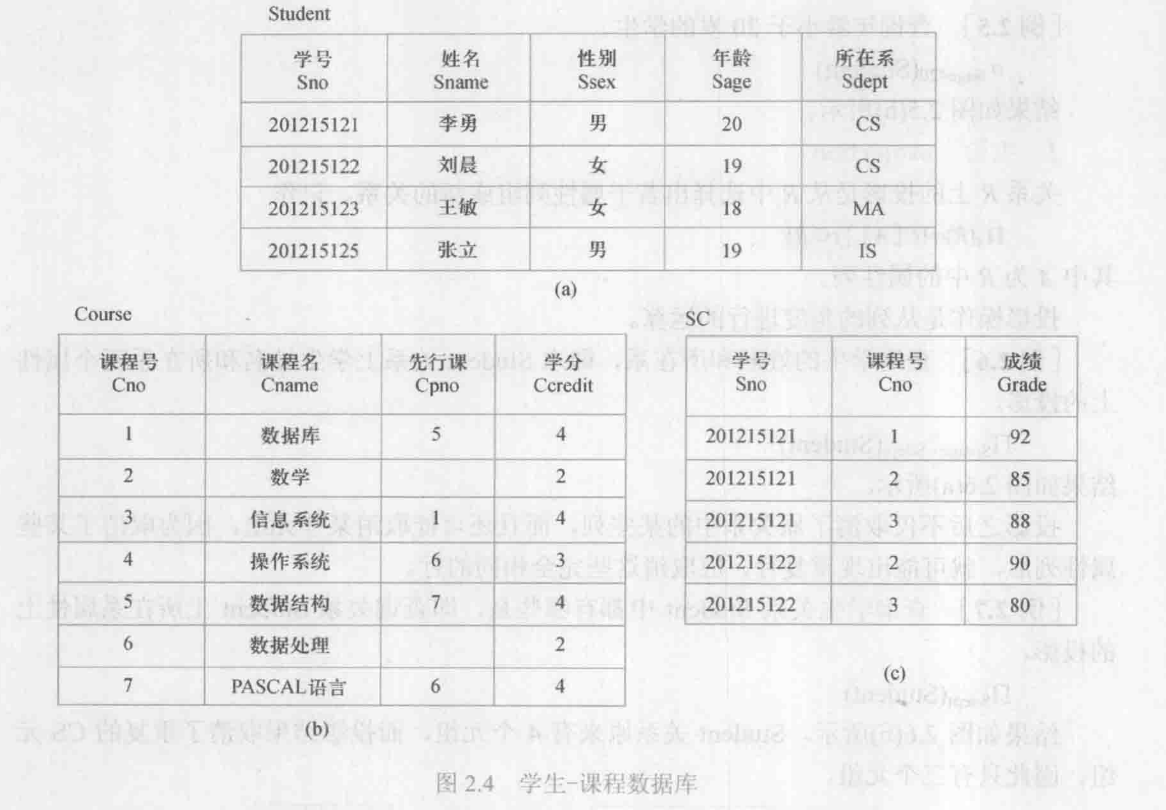 Student
学号 姓名 性别 年龄 所在系
Sno Sname Ssex Sage Sdept
201215121 李勇 男 20 CS
201215122 刘晨 女 19 CS
201215123 王敏 女 18 MA
201215125 张立 男 19 IS
(a)
Course
课程号 课程名 先行课 学分
Cno Cname Cpno Ccredit
1 数据库 5 4
2 数学 2
3 信息系统 1 4
4 操作系统 6 3
5 数据结构 7 4
6 数据处理 2
7 PASCAL语言 6 4
(b)
SC
学号 课程号 成绩
Sno Cno Grade
201215121 1 92
201215121 2 85
201215121 3 88
201215122 2 90
201215122 3 80
(c)
图 2.4 学生-课程数据库